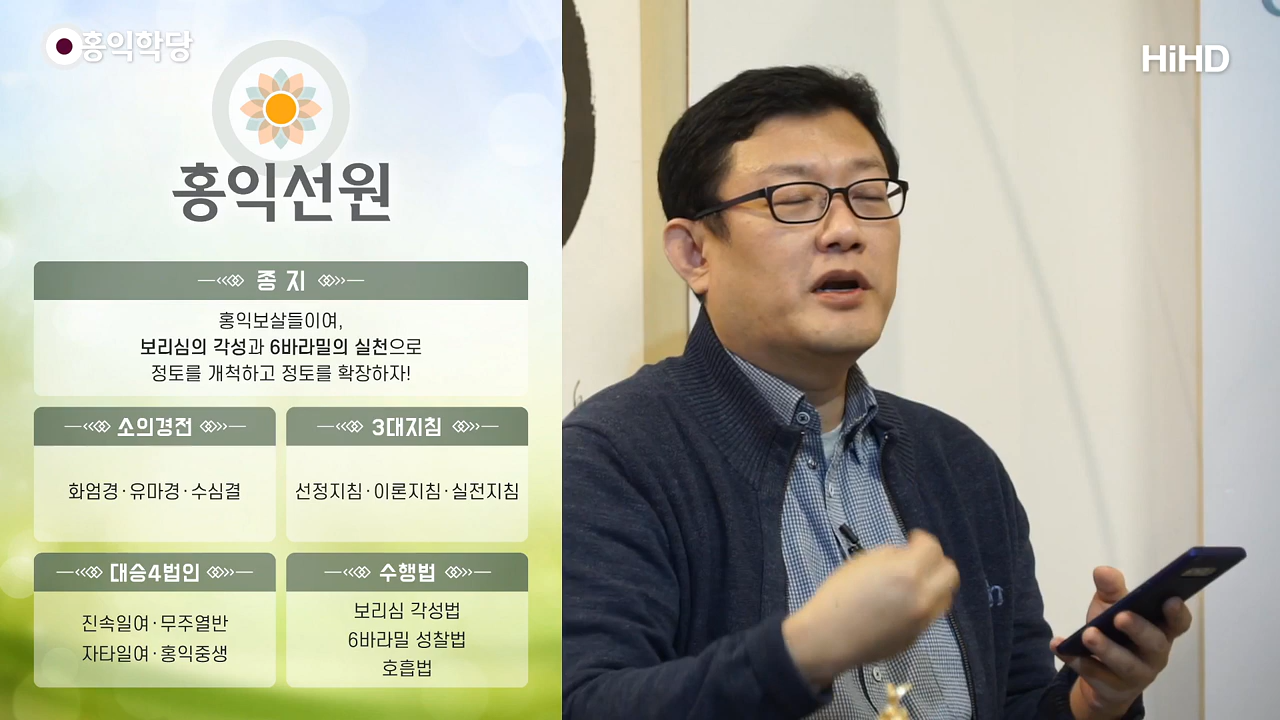 홍익학당
HiHD
홍익선원
종 지
홍익보살들이여,
보리심의 각성과 6바라밀의 실천으로
정토를 개척하고 정토를 확장하자!
소의경전
3대지침
화엄경·유마경·수심결
선정지침·이론지침·실전지침
대승4법인
수행법
진속일여·무주열반
자타일여·홍익중생
보리심 각성법
6바라밀 성찰법
호흡법